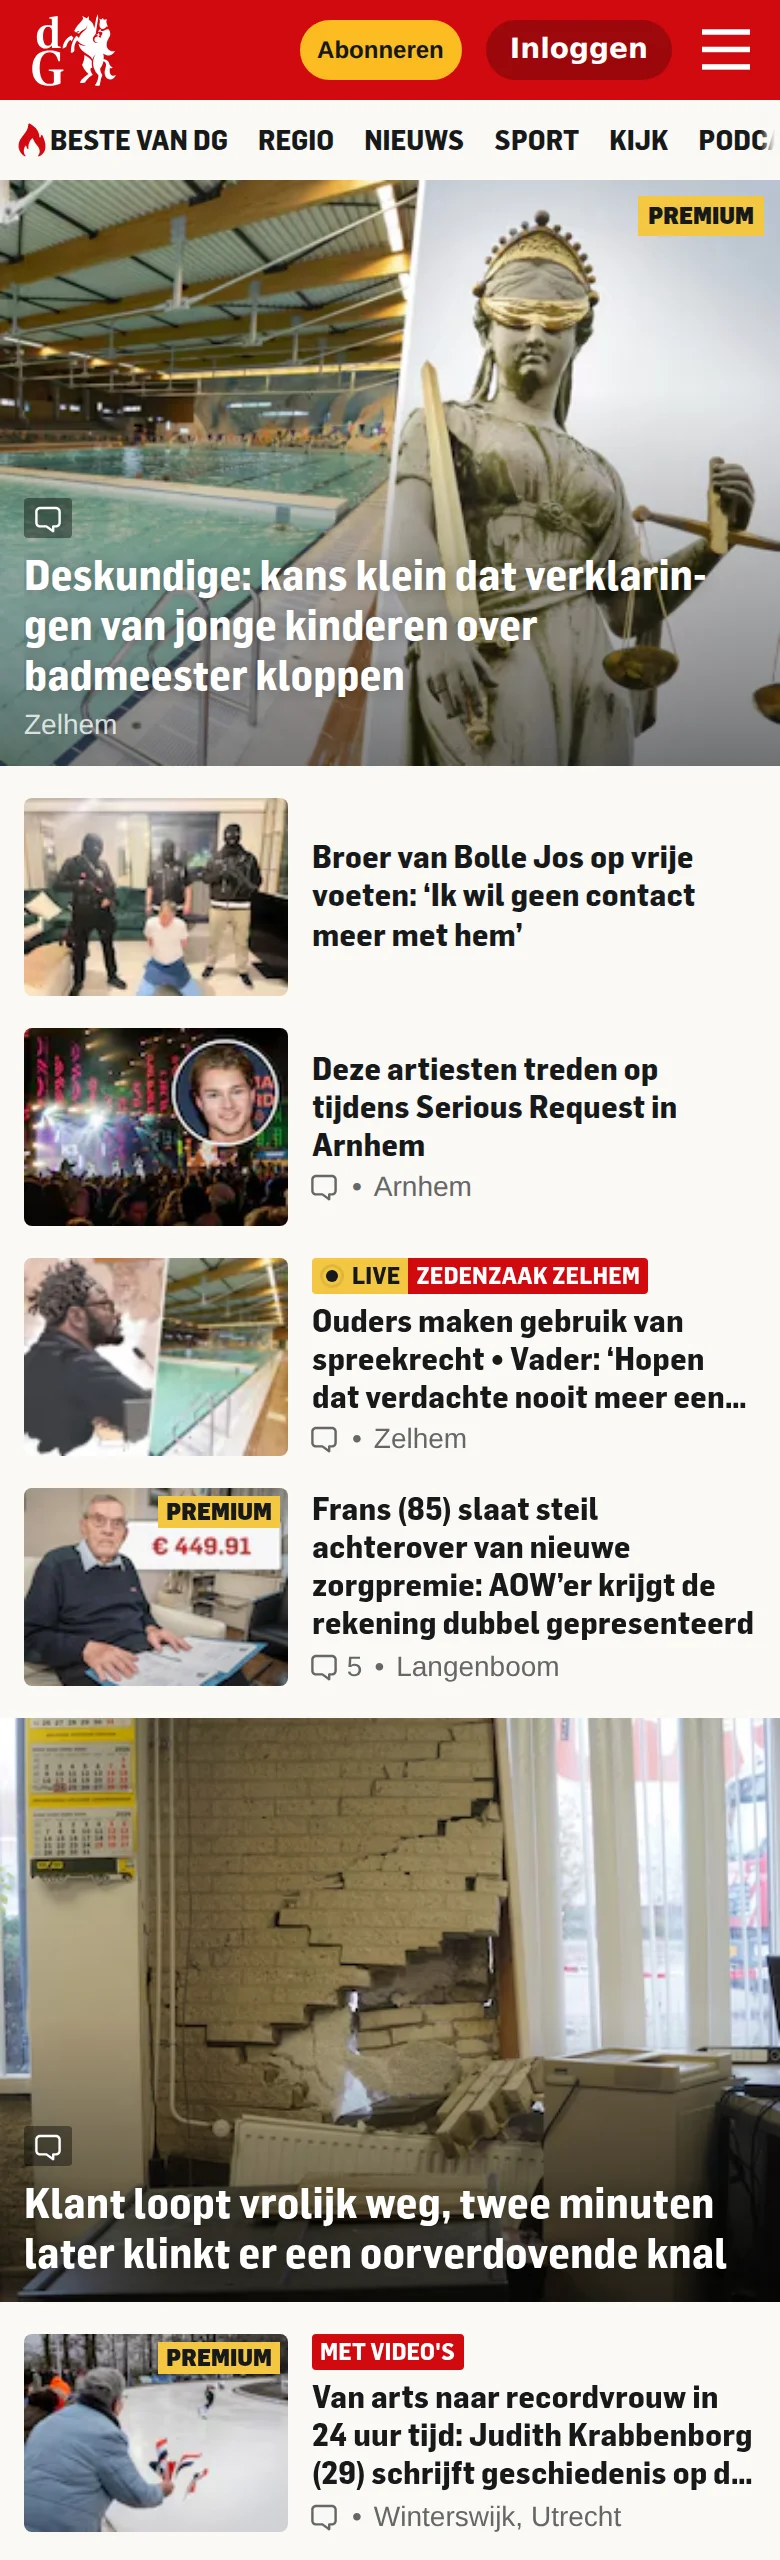 dG
Abonneren
Inloggen
BESTE VAN DG REGIO NIEUWS SPORT KIJK PODCA
PREMIUM
Deskundige: kans klein dat verklarin-
gen van jonge kinderen over
badmeester kloppen
Zelhem
Broer van Bolle Jos op vrije
voeten: ‘Ik wil geen contact
meer met hem’
Deze artiesten treden op
tijdens Serious Request in
Arnhem
• Arnhem
LIVE ZEDENZAAK ZELHEM
Ouders maken gebruik van
spreekrecht • Vader: ‘Hopen
dat verdachte nooit meer een...
• Zelhem
PREMIUM
€ 449.91
Frans (85) slaat steil
achterover van nieuwe
zorgpremie: AOW’er krijgt de
rekening dubbel gepresenteerd
5 • Langenboom
Klant loopt vrolijk weg, twee minuten
later klinkt er een oorverdovende knal
PREMIUM
MET VIDEO'S
Van arts naar recordvrouw in
24 uur tijd: Judith Krabbenborg
(29) schrijft geschiedenis op d...
• Winterswijk, Utrecht